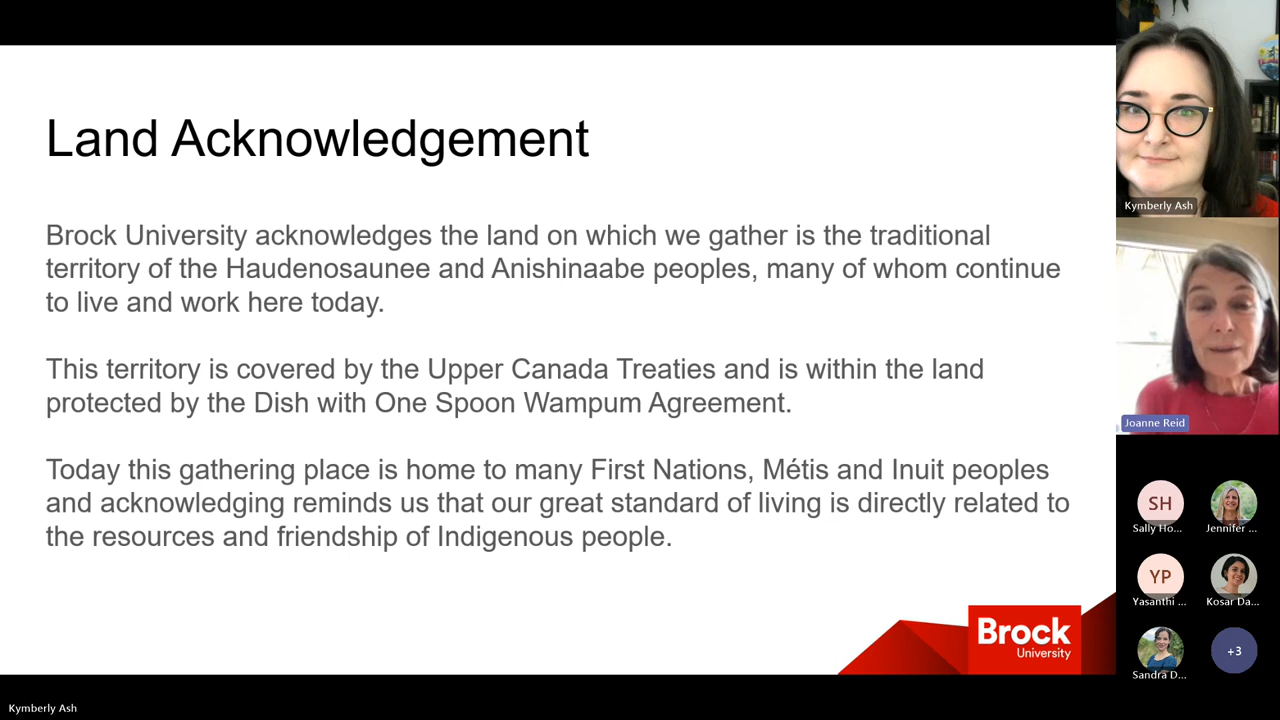 Land Acknowledgement
Brock University acknowledges the land on which we gather is the traditional
territory of the Haudenosaunee and Anishinaabe peoples, many of whom continue
to live and work here today.
This territory is covered by the Upper Canada Treaties and is within the land
protected by the Dish with One Spoon Wampum Agreement.
Today this gathering place is home to many First Nations, Métis and Inuit peoples
and acknowledging reminds us that our great standard of living is directly related to
the resources and friendship of Indigenous people.
Brock
University
Kymberly Ash
Kymberly Ash
Joanne Reid
SH
Sally Ho...
Jennifer ...
YP
Yasanthi ...
Kosar Da...
Sandra D...
+3